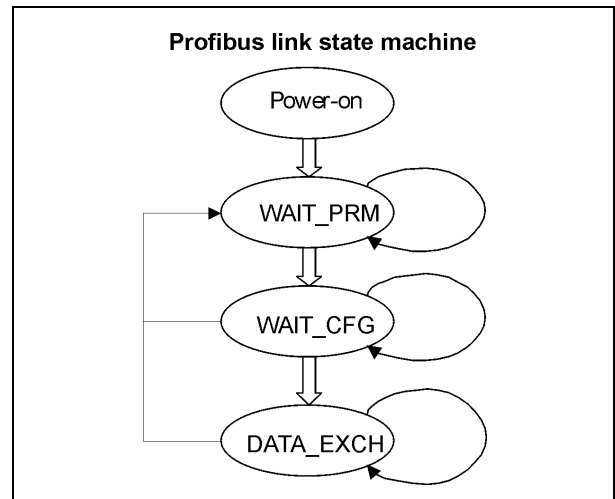 Profibus link state machine
Power-on
WAIT_PRM
WAIT_CFG
DATA_EXCH